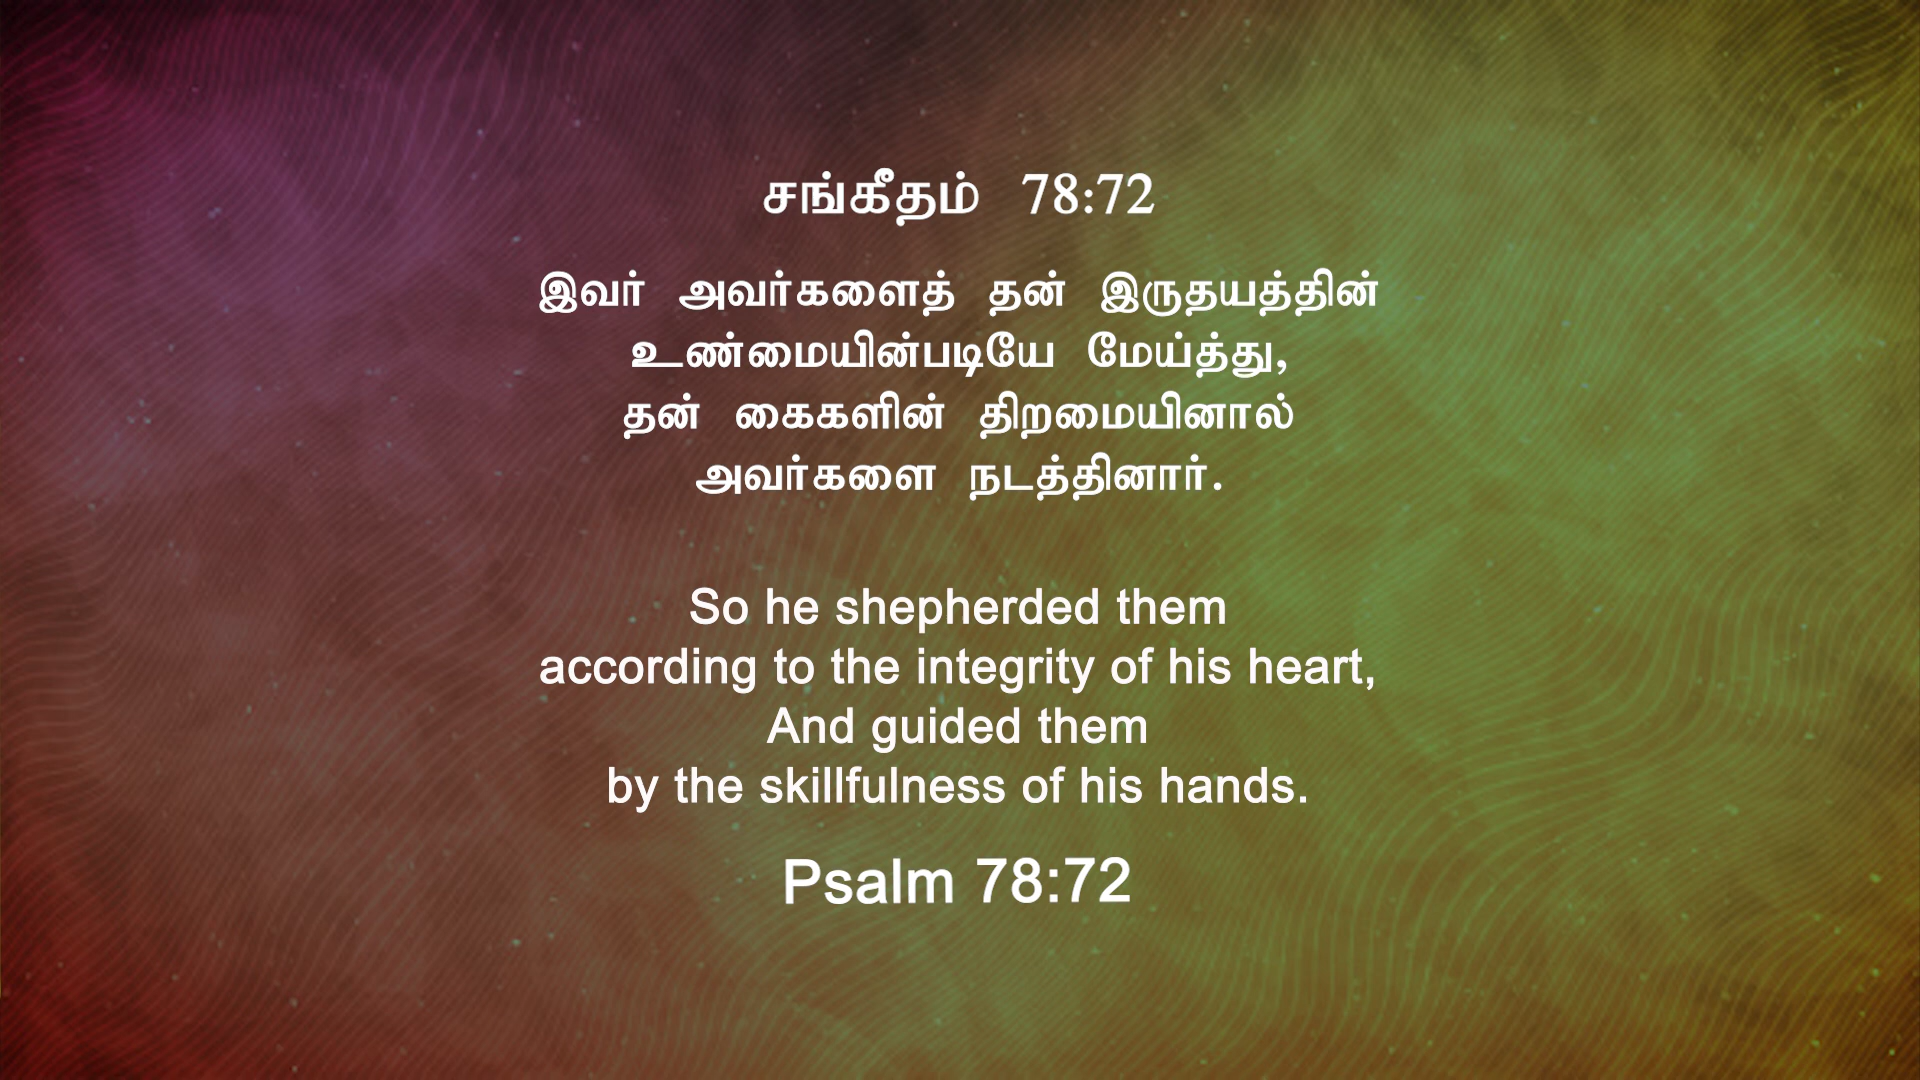 சங்கீதம் 78:72
இவர் அவர்களைத் தன் இருதயத்தின்
உண்மையின்படியே மேய்த்து,
தன் கைகளின் திறமையினால்
அவர்களை நடத்தினார்.
So he shepherded them
according to the integrity of his heart,
And guided them
by the skillfulness of his hands.
Psalm 78:72